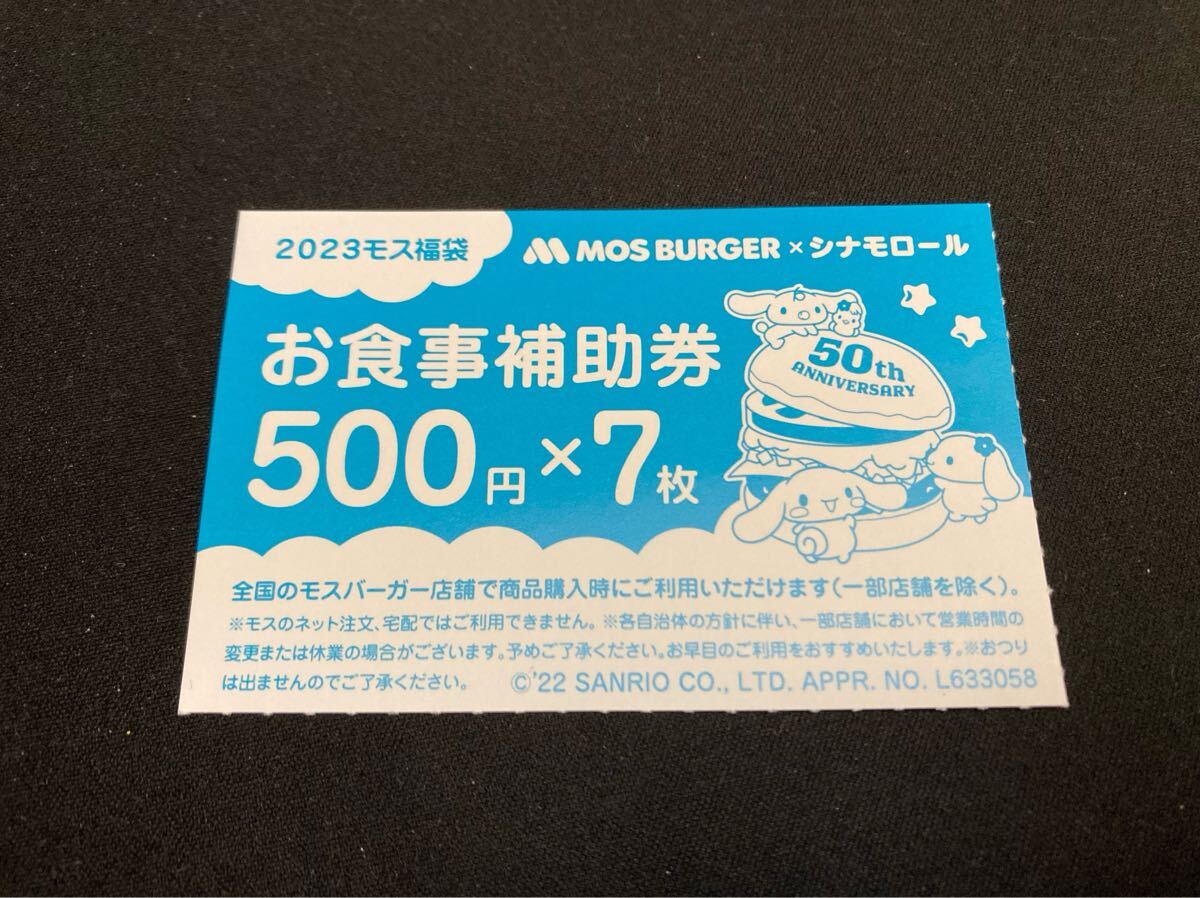 2023モス福袋
MOS BURGER × シナモロール
お食事補助券
500円×7枚
50th
ANNIVERSARY
全国のモスバーガー店舗で商品購入時にご利用いただけます(一部店舗を除く)。
※モスのネット注文、宅配ではご利用できません。※各自治体の方針に伴い、一部店舗において営業時間の
変更または休業の場合がございます。予めご了承ください。お早目のご利用をおすすめいたします。※おつり
は出ませんのでご了承ください。 ©'22 SANRIO CO., LTD. APPR. NO. L633058